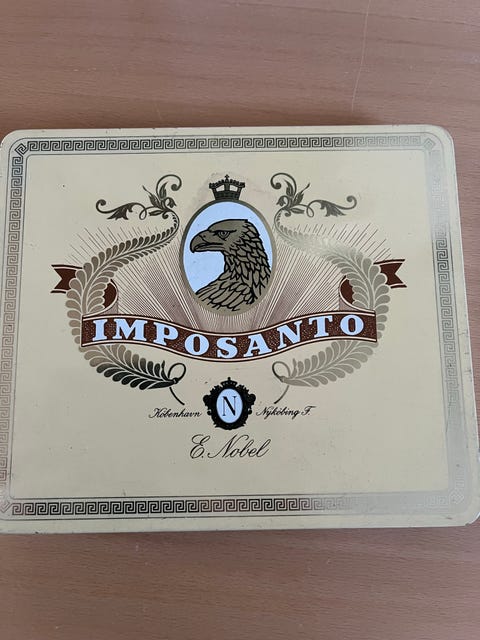 IMPOSANTO
København N Nykøbing F.
E. Nobel